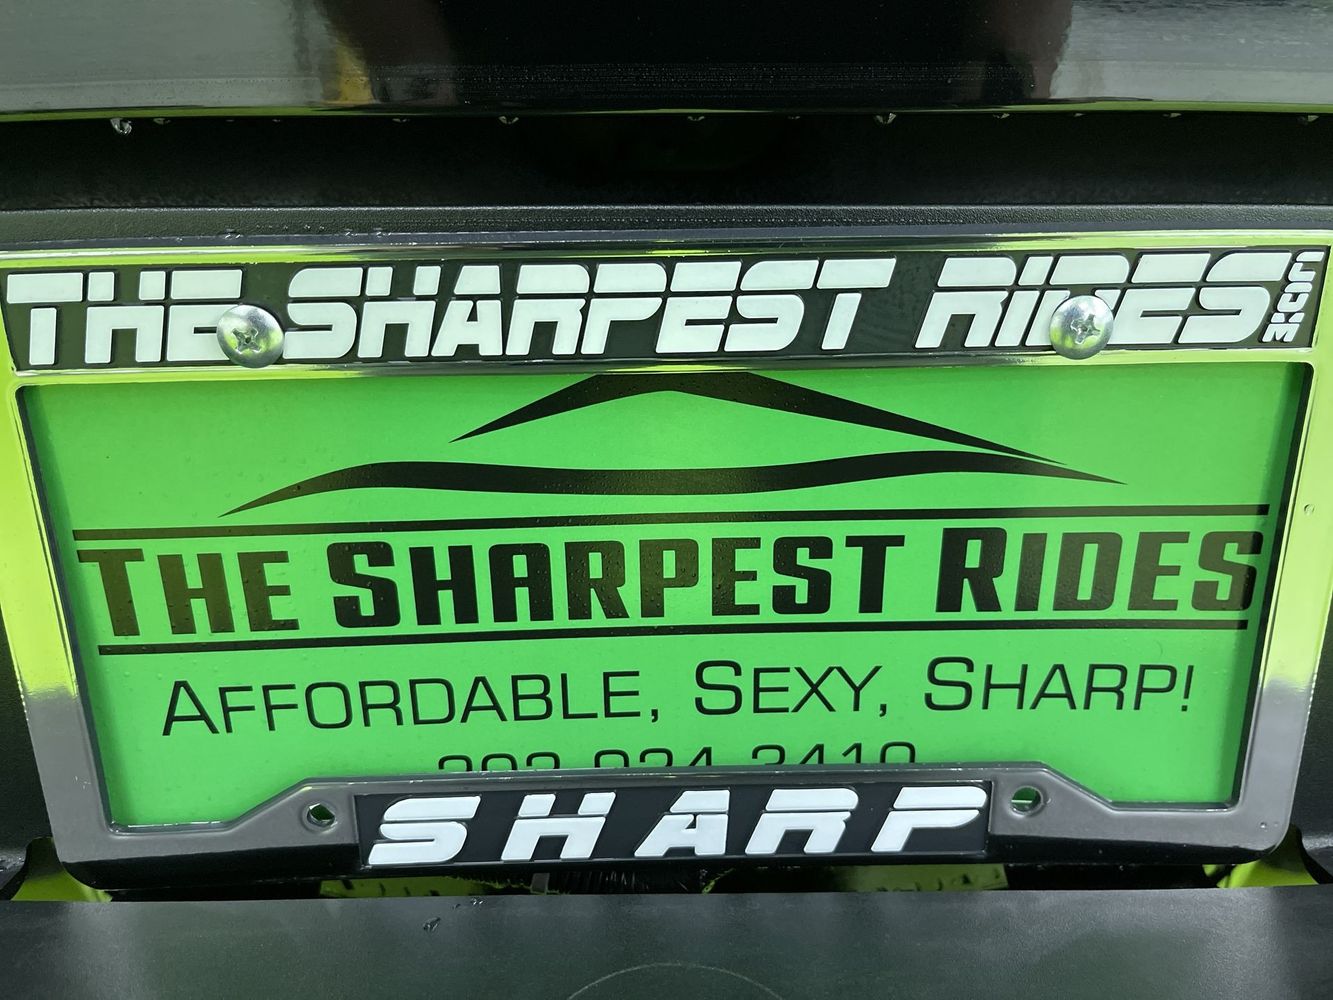 THE SHARPEST RIDES
.COM
THE SHARPEST RIDES
AFFORDABLE, SEXY, SHARP!
SHARP